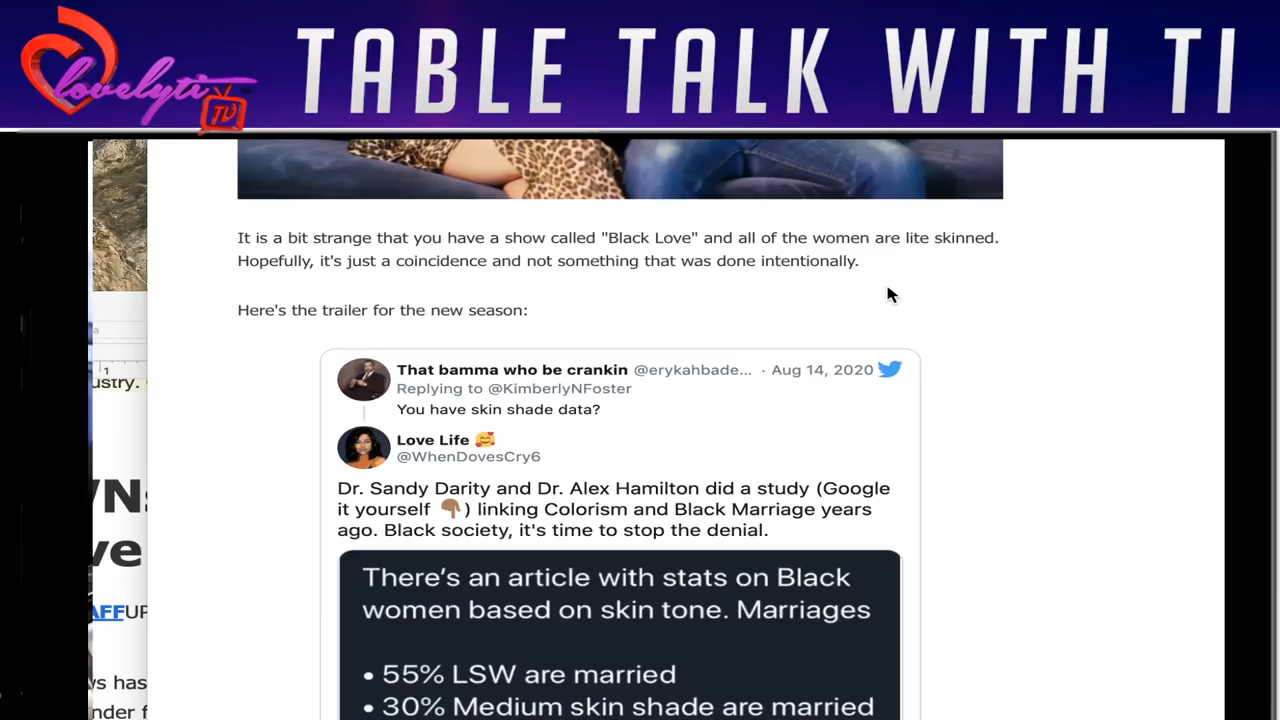 lovelyti
TV
TABLE TALK WITH TI
It is a bit strange that you have a show called "Black Love" and all of the women are lite skinned.
Hopefully, it's just a coincidence and not something that was done intentionally.
Here's the trailer for the new season:
That bamma who be crankin @erykahbade... · Aug 14, 2020
Replying to @KimberlyNFoster
You have skin shade data?
Love Life 🥰
@WhenDovesCry6
Dr. Sandy Darity and Dr. Alex Hamilton did a study (Google
it yourself 👇🏾) linking Colorism and Black Marriage years
ago. Black society, it's time to stop the denial.
There's an article with stats on Black
women based on skin tone. Marriages
• 55% LSW are married
• 30% Medium skin shade are married
1
ustry.
ve
AFFUP
ws has
nder f